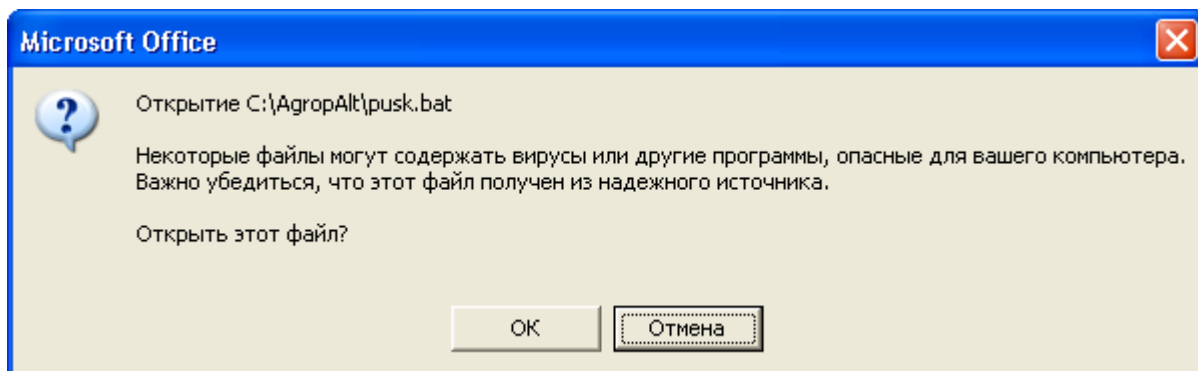 Microsoft Office
Открытие C:\AgropAlt\pusk.bat
Некоторые файлы могут содержать вирусы или другие программы, опасные для вашего компьютера.
Важно убедиться, что этот файл получен из надежного источника.
Открыть этот файл?
ОК
Отмена